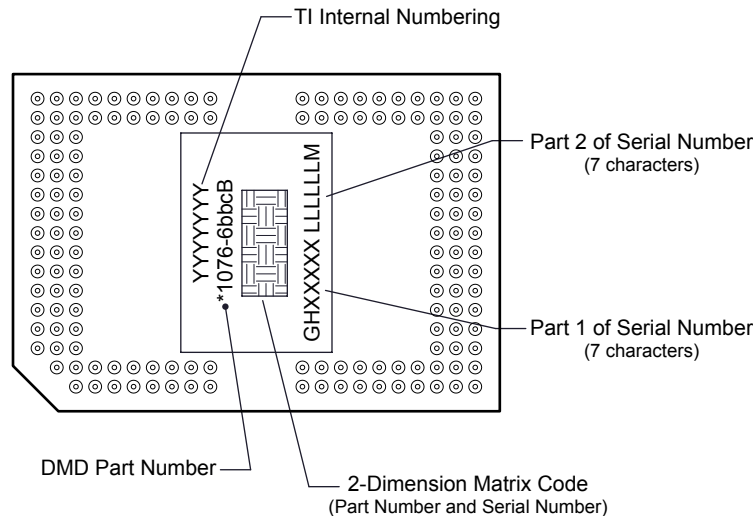 TI Internal Numbering
Part 2 of Serial Number
(7 characters)
YYYYYYY
*1076-6bbcB
GHXXXXX LLLLLLM
Part 1 of Serial Number
(7 characters)
DMD Part Number
2-Dimension Matrix Code
(Part Number and Serial Number)